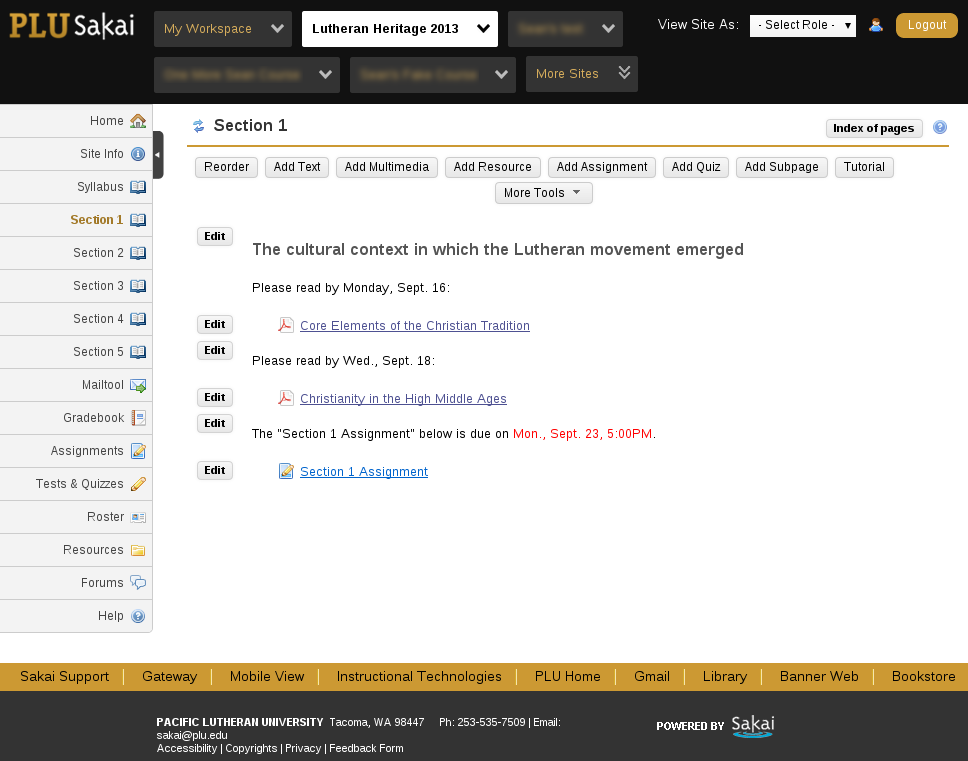 PLU Sakai
My Workspace
Lutheran Heritage 2013
View Site As:
- Select Role -
Logout
More Sites
Home
Site Info
Syllabus
Section 1
Section 2
Section 3
Section 4
Section 5
Mailtool
Gradebook
Assignments
Tests & Quizzes
Roster
Resources
Forums
Help
Section 1
Index of pages
Reorder
Add Text
Add Multimedia
Add Resource
Add Assignment
Add Quiz
Add Subpage
Tutorial
More Tools
Edit
The cultural context in which the Lutheran movement emerged
Please read by Monday, Sept. 16:
Edit
Core Elements of the Christian Tradition
Edit
Please read by Wed., Sept. 18:
Edit
Christianity in the High Middle Ages
Edit
The "Section 1 Assignment" below is due on Mon., Sept. 23, 5:00PM.
Edit
Section 1 Assignment
Sakai Support | Gateway | Mobile View | Instructional Technologies | PLU Home | Gmail | Library | Banner Web | Bookstore
PACIFIC LUTHERAN UNIVERSITY Tacoma, WA 98447 Ph: 253-535-7509 | Email:
sakai@plu.edu
Accessibility | Copyrights | Privacy | Feedback Form
POWERED BY Sakai